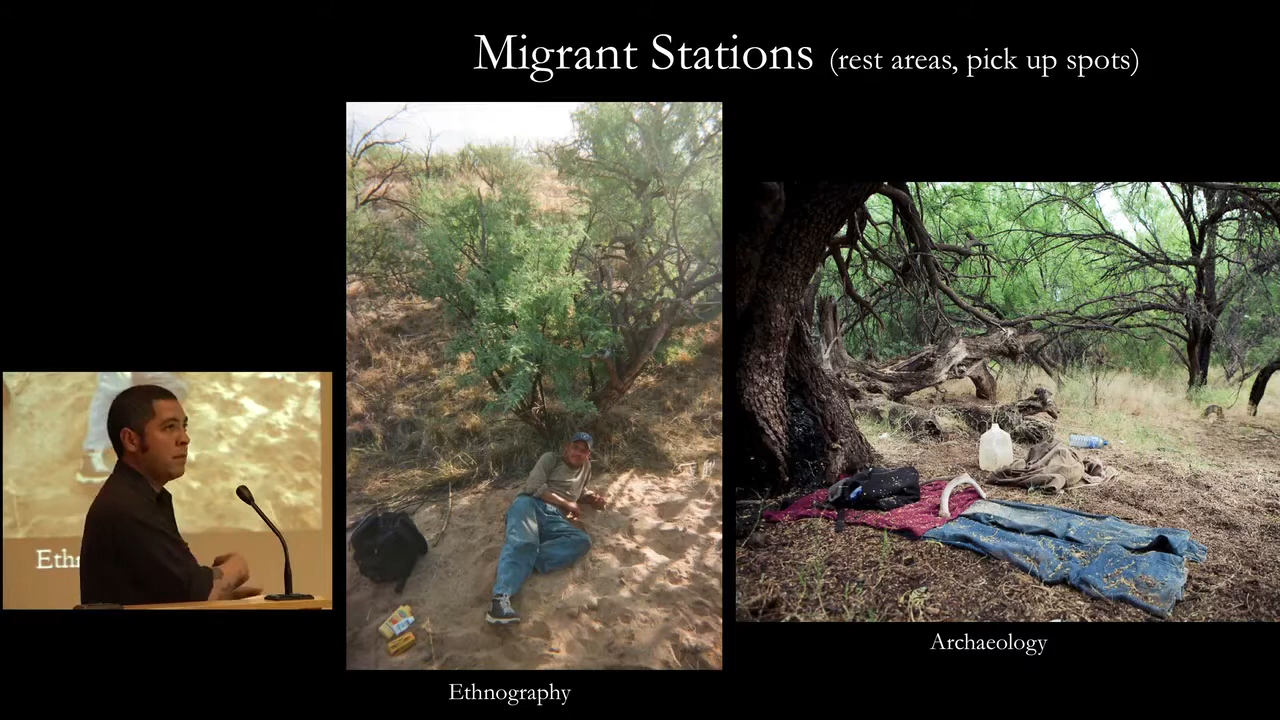 Migrant Stations (rest areas, pick up spots)
Ethnography
Archaeology